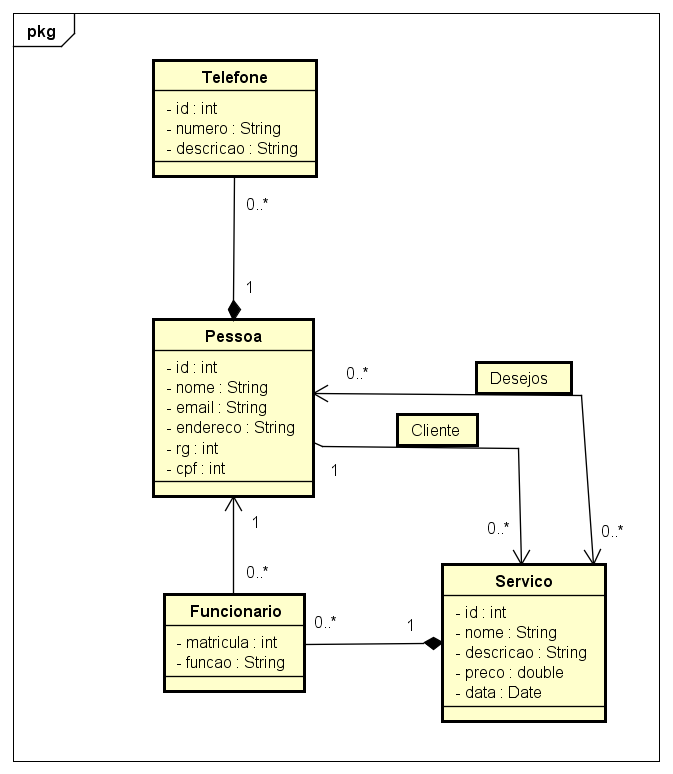 pkg
Telefone
- id : int
- numero : String
- descricao : String
0..*
1
Pessoa
- id : int
- nome : String
- email : String
- endereco : String
- rg : int
- cpf : int
0..*
Desejos
Cliente
1
0..*
0..*
1
0..*
Funcionario
- matricula : int
- funcao : String
0..*
1
Servico
- id : int
- nome : String
- descricao : String
- preco : double
- data : Date